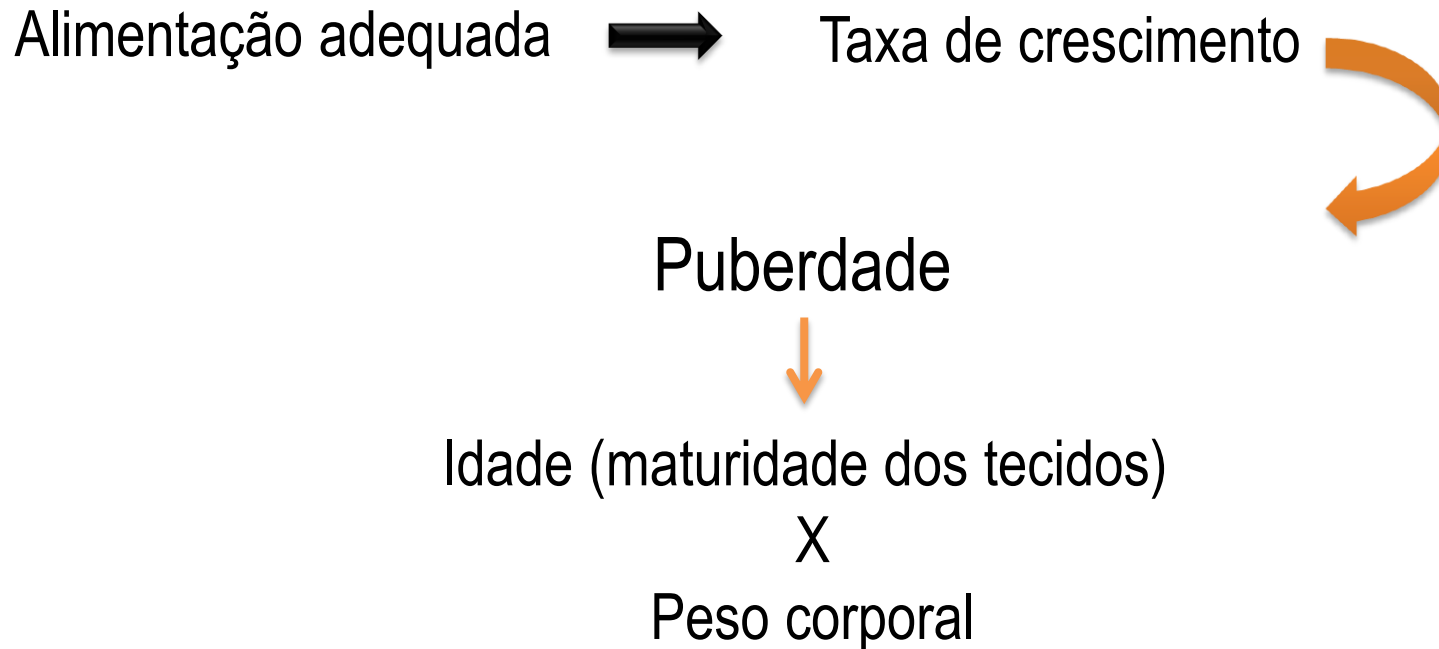 Alimentação adequada
Taxa de crescimento
Puberdade
Idade (maturidade dos tecidos)
X
Peso corporal